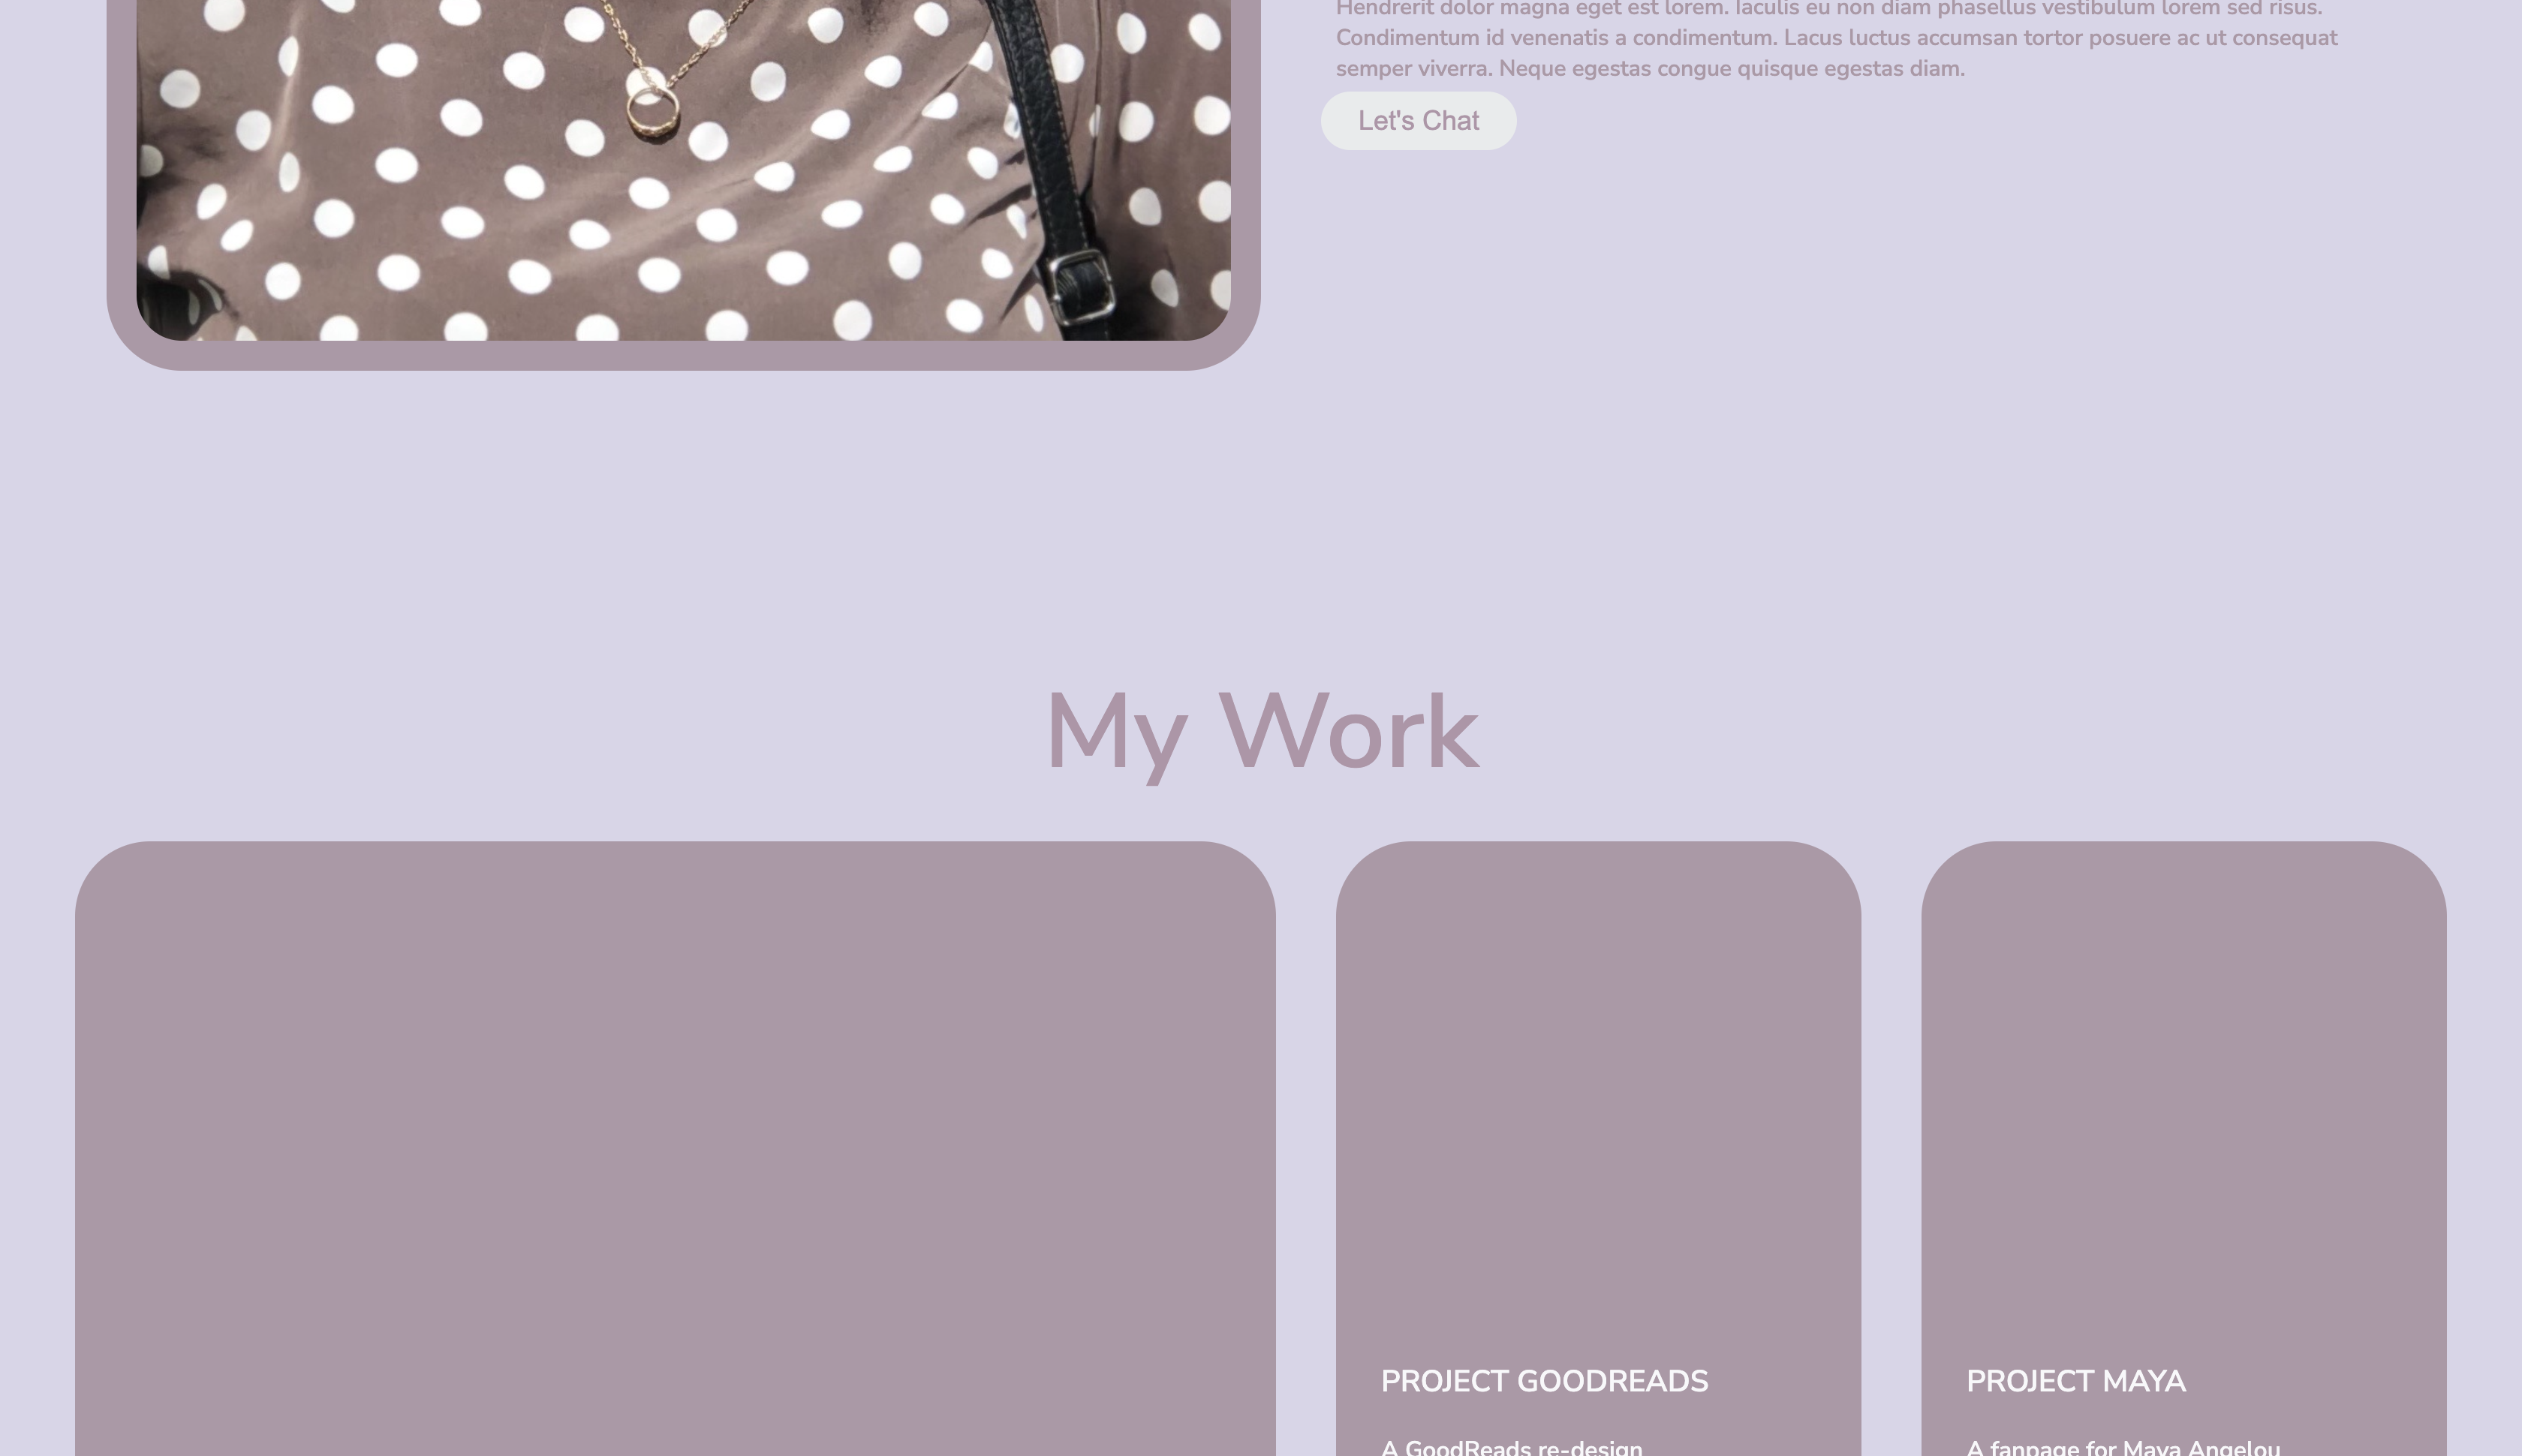 Hendrerit dolor magna eget est lorem. Iaculis eu non diam phasellus vestibulum lorem sed risus.
Condimentum id venenatis a condimentum. Lacus luctus accumsan tortor posuere ac ut consequat
semper viverra. Neque egestas congue quisque egestas diam.
Let's Chat
My Work
PROJECT GOODREADS
A GoodReads re-design
PROJECT MAYA
A fanpage for Maya Angelou